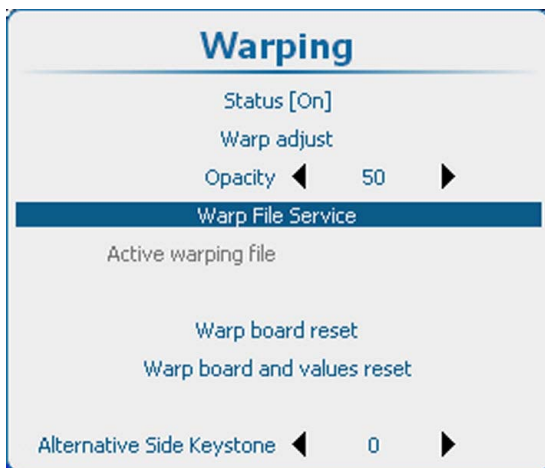 Warping
Status [On]
Warp adjust
Opacity 50
Warp File Service
Active warping file
Warp board reset
Warp board and values reset
Alternative Side Keystone 0